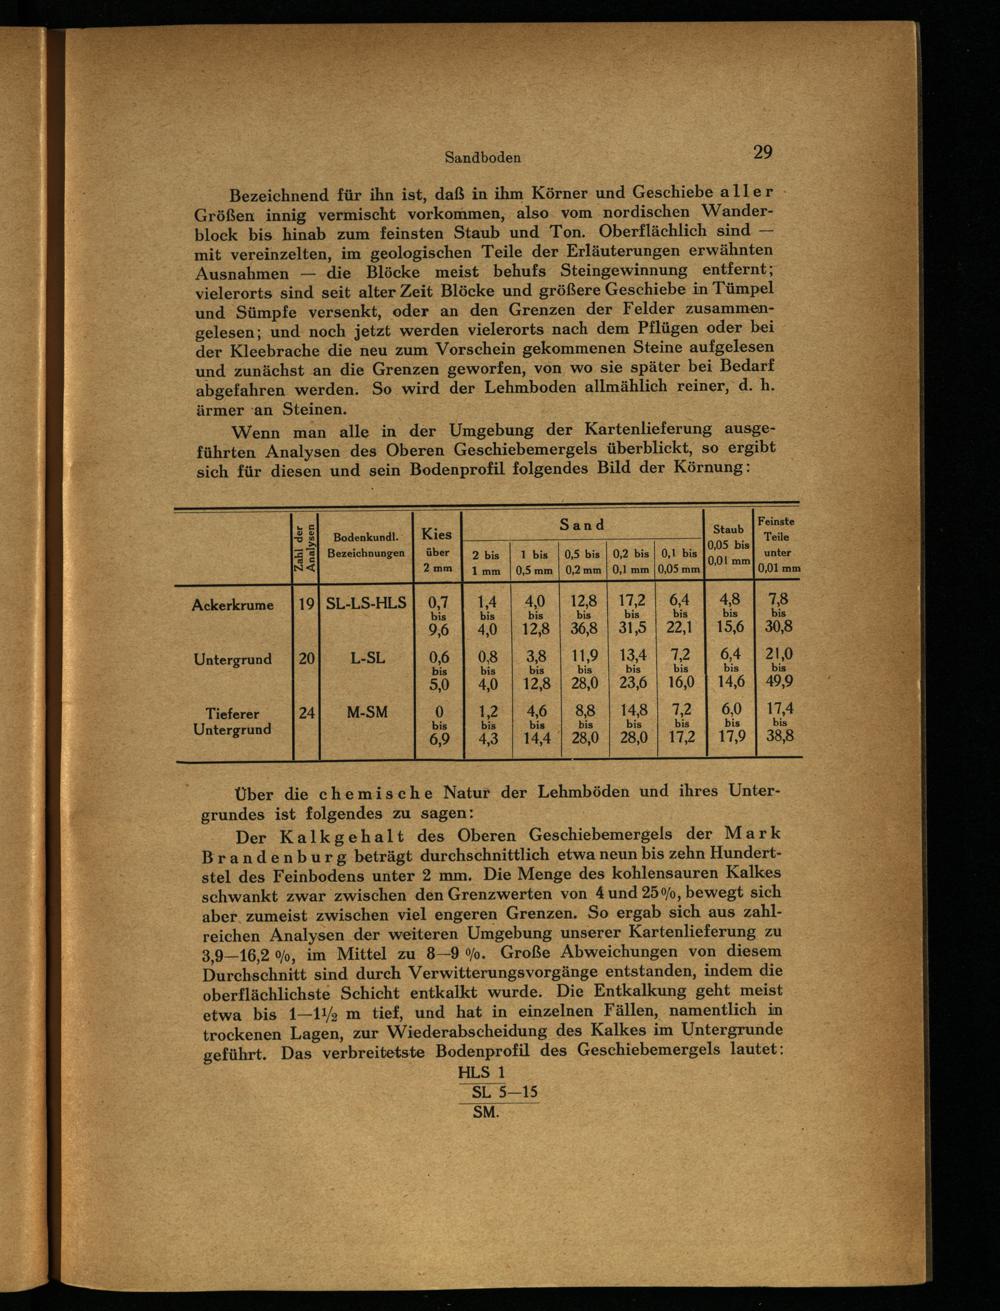 Sandboden 29
Bezeichnend für ihn ist, daß in ihm Körner und Geschiebe aller
Größen innig vermischt vorkommen, also vom nordischen Wander-
block bis hinab zum feinsten Staub und Ton. Oberflächlich sind —
mit vereinzelten, im geologischen Teile der Erläuterungen erwähnten
Ausnahmen — die Blöcke meist behufs Steingewinnung entfernt;
vielerorts sind seit alter Zeit Blöcke und größere Geschiebe in Tümpel
und Sümpfe versenkt, oder an den Grenzen der Felder zusammen-
gelesen; und noch jetzt werden vielerorts nach dem Pflügen oder bei
der Kleebrache die neu zum Vorschein gekommenen Steine aufgelesen
und zunächst an die Grenzen geworfen, von wo sie später bei Bedarf
abgefahren werden. So wird der Lehmboden allmählich reiner, d. h.
ärmer an Steinen.
Wenn man alle in der Umgebung der Kartenlieferung ausge-
führten Analysen des Oberen Geschiebemergels überblickt, so ergibt
sich für diesen und sein Bodenprofil folgendes Bild der Körnung:
Zahl der
Analysen
Bodenkundl.
Bezeichnungen
Kies
über
2 mm
Sand
2 bis 1 bis 0,5 bis 0,2 bis 0,1 bis
1 mm 0,5 mm 0,2 mm 0,1 mm 0,05 mm
Staub
0,05 bis
0,01 mm
Feinste
Teile
unter
0,01 mm
Ackerkrume 19 SL-LS-HLS 0,7 1,4 4,0 12,8 17,2 6,4 4,8 7,8
bis bis bis bis bis bis bis bis
9,6 4,0 12,8 36,8 31,5 22,1 15,6 30,8
Untergrund 20 L-SL 0,6 0,8 3,8 11,9 13,4 7,2 6,4 21,0
bis bis bis bis bis bis bis bis
5,0 4,0 12,8 28,0 23,6 16,0 14,6 49,9
Tieferer 24 M-SM 0 1,2 4,6 8,8 14,8 7,2 6,0 17,4
Untergrund bis bis bis bis bis bis bis bis
6,9 4,3 14,4 28,0 28,0 17,2 17,9 38,8
Über die chemische Natur der Lehmböden und ihres Unter-
grundes ist folgendes zu sagen:
Der Kalkgehalt des Oberen Geschiebemergels der Mark
Brandenburg beträgt durchschnittlich etwa neun bis zehn Hundert-
stel des Feinbodens unter 2 mm. Die Menge des kohlensauren Kalkes
schwankt zwar zwischen den Grenzwerten von 4 und 25%, bewegt sich
aber zumeist zwischen viel engeren Grenzen. So ergab sich aus zahl-
reichen Analysen der weiteren Umgebung unserer Kartenlieferung zu
3,9—16,2 %, im Mittel zu 8—9 %. Große Abweichungen von diesem
Durchschnitt sind durch Verwitterungsvorgänge entstanden, indem die
oberflächlichste Schicht entkalkt wurde. Die Entkalkung geht meist
etwa bis 1—1½ m tief, und hat in einzelnen Fällen, namentlich in
trockenen Lagen, zur Wiederabscheidung des Kalkes im Untergrunde
geführt. Das verbreitetste Bodenprofil des Geschiebemergels lautet:
HLS 1
SL 5—15
SM.